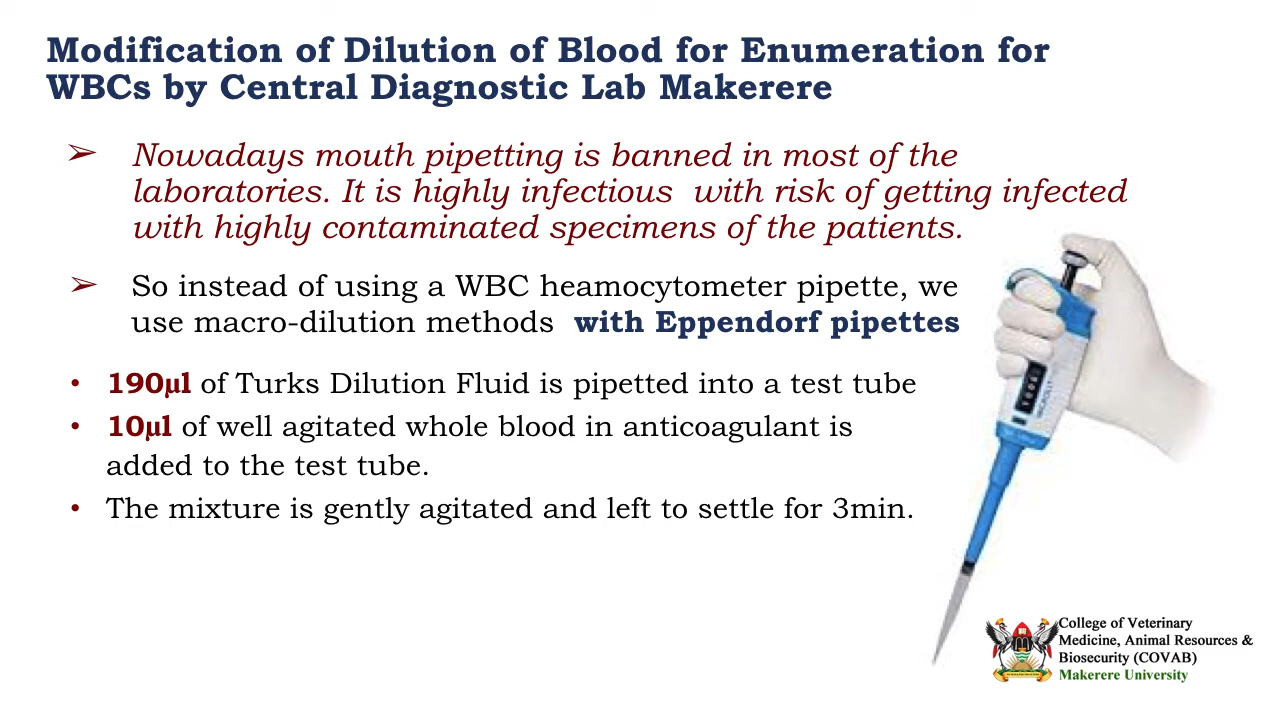 Modification of Dilution of Blood for Enumeration for
WBCs by Central Diagnostic Lab Makerere
➢ Nowadays mouth pipetting is banned in most of the
laboratories. It is highly infectious with risk of getting infected
with highly contaminated specimens of the patients.
➢ So instead of using a WBC heamocytometer pipette, we
use macro-dilution methods with Eppendorf pipettes
• 190µl of Turks Dilution Fluid is pipetted into a test tube
• 10µl of well agitated whole blood in anticoagulant is
added to the test tube.
• The mixture is gently agitated and left to settle for 3min.
College of Veterinary
Medicine, Animal Resources &
Biosecurity (COVAB)
Makerere University